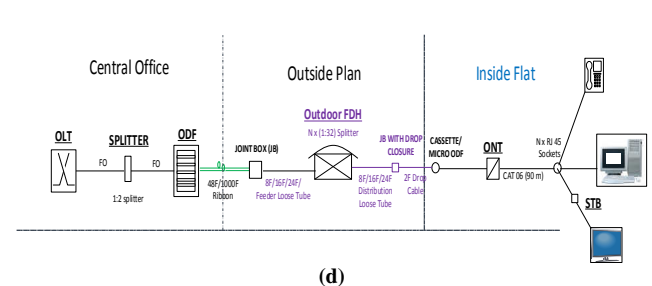 Central Office
Outside Plan
Inside Flat
Outdoor FDH
N x (1:32) Splitter
OLT
SPLITTER
ODF
JOINT BOX (JB)
JB WITH DROP
CLOSURE
CASSETTE/
MICRO ODF
ONT
N x RJ 45
Sockets
FO
FO
1:2 splitter
48F/1000F
Ribbon
8F/16F/24F/
Feeder Loose Tube
8F/16F/24F
Distribution
Loose Tube
2F Drop
Cable
CAT 06 (90 m)
STB
(d)